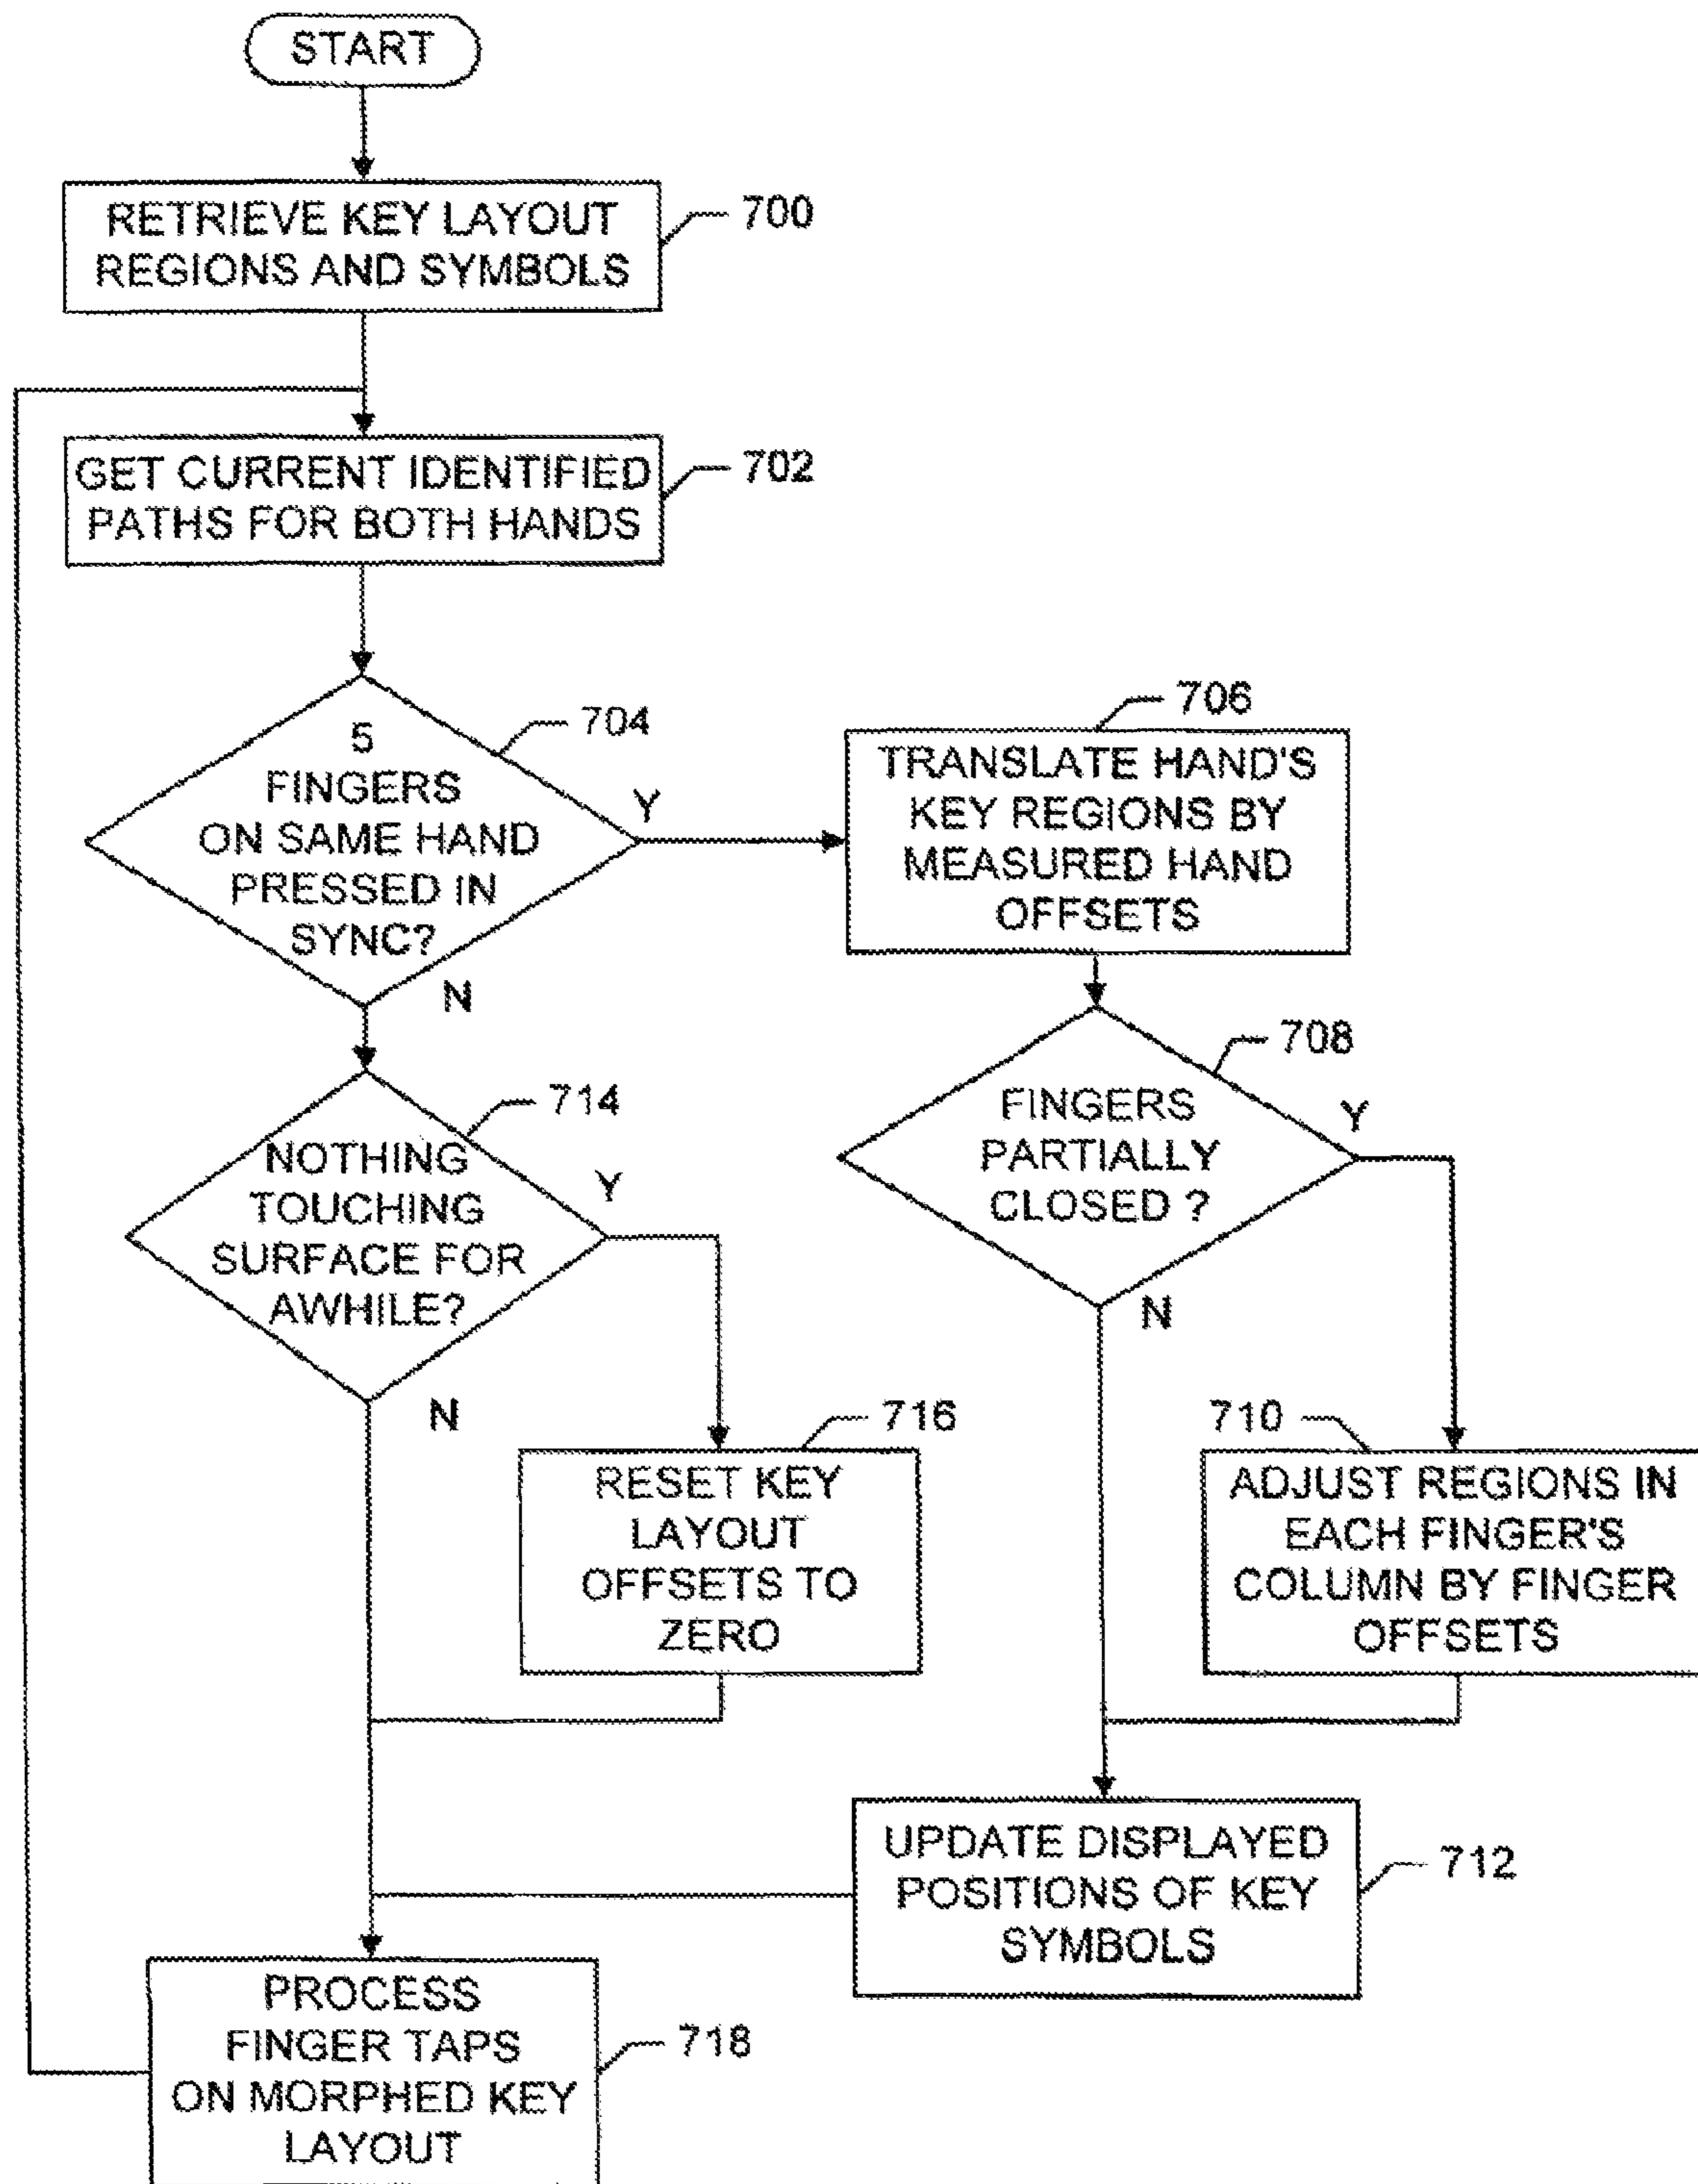 START
RETRIEVE KEY LAYOUT
REGIONS AND SYMBOLS
700
GET CURRENT IDENTIFIED
PATHS FOR BOTH HANDS
702
5
FINGERS
ON SAME HAND
PRESSED IN
SYNC?
704
Y
N
706
TRANSLATE HAND'S
KEY REGIONS BY
MEASURED HAND
OFFSETS
708
FINGERS
PARTIALLY
CLOSED ?
Y
N
714
NOTHING
TOUCHING
SURFACE FOR
AWHILE?
Y
N
716
RESET KEY
LAYOUT
OFFSETS TO
ZERO
710
ADJUST REGIONS IN
EACH FINGER'S
COLUMN BY FINGER
OFFSETS
UPDATE DISPLAYED
POSITIONS OF KEY
SYMBOLS
712
PROCESS
FINGER TAPS
ON MORPHED KEY
LAYOUT
718